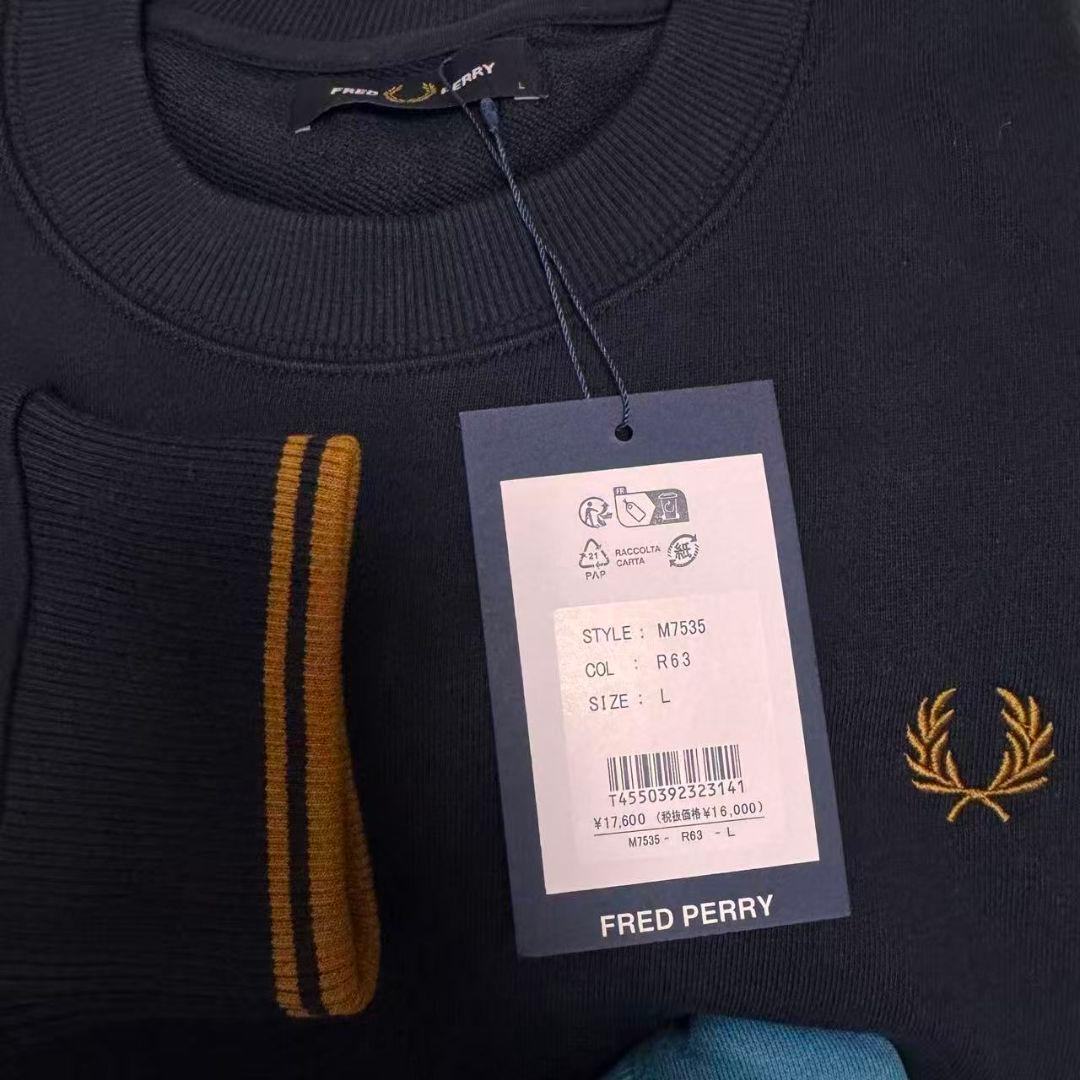 FRED PERRY
L
FR
21
PAP
RACCOLTA
CARTA
紙
STYLE : M7535
COL : R63
SIZE : L
T4550392323141
¥17,600 (税抜価格¥16,000)
M7535 - R63 - L
FRED PERRY